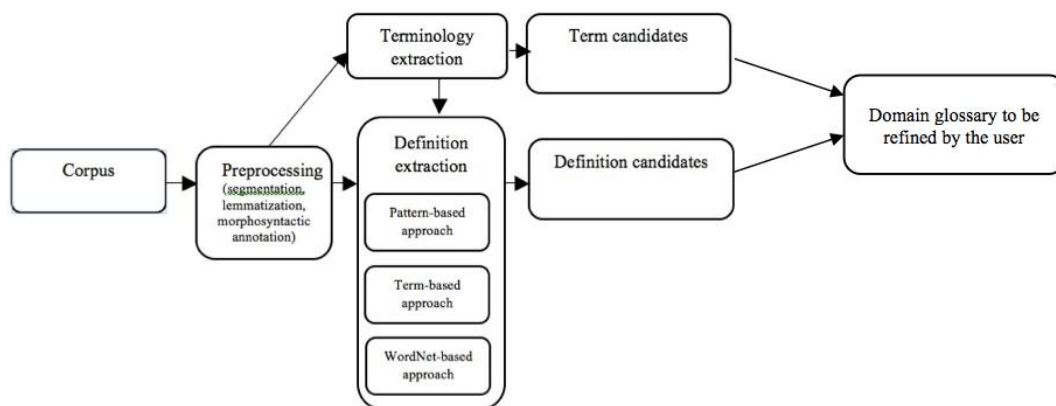 Corpus
Preprocessing
(segmentation,
lemmatization,
morphosyntactic
annotation)
Terminology
extraction
Definition
extraction
Pattern-based
approach
Term-based
approach
WordNet-based
approach
Term candidates
Definition candidates
Domain glossary to be
refined by the user